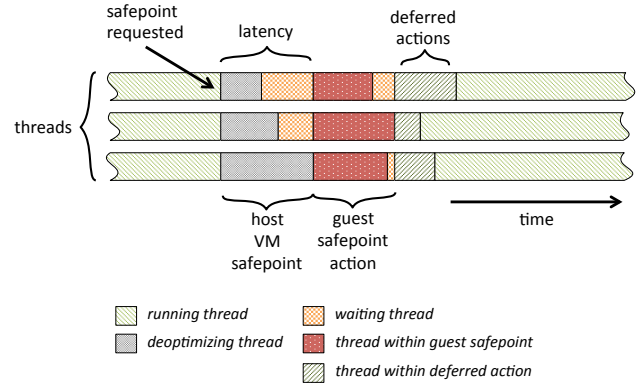 safepoint
requested
latency
deferred
actions
threads
host
VM
safepoint
guest
safepoint
action
time
running thread
waiting thread
deoptimizing thread
thread within guest safepoint
thread within deferred action